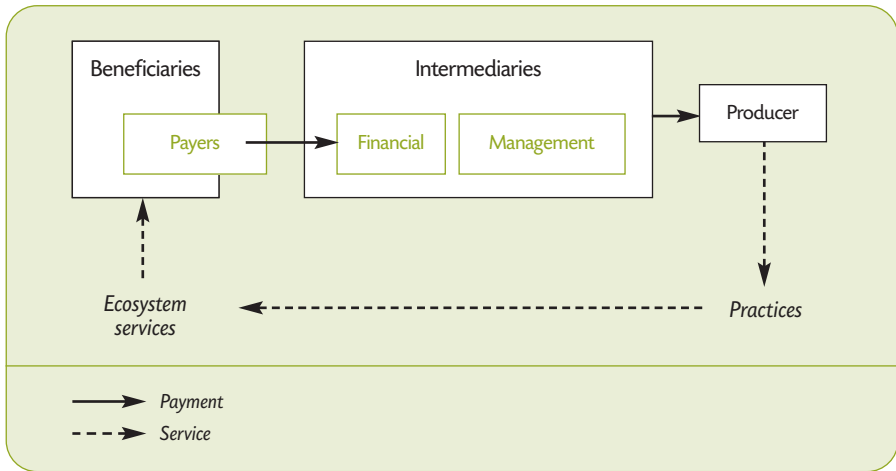 Beneficiaries
Intermediaries
Producer
Payers
Financial
Management
Ecosystem
services
Practices
Payment
Service